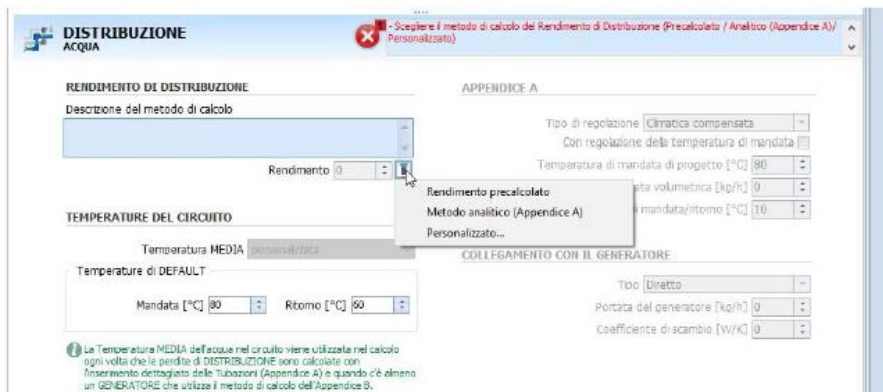 DISTRIBUZIONE
ACQUA
- Scegliere il metodo di calcolo del Rendimento di Distribuzione (Precalcolato / Analitico (Appendice A)/
Personalizzato)
RENDIMENTO DI DISTRIBUZIONE
Descrizione del metodo di calcolo
Rendimento 0
Rendimento precalcolato
Metodo analitico (Appendice A)
Personalizzato...
TEMPERATURE DEL CIRCUITO
Temperatura MEDIA personalizzata
Temperature di DEFAULT
Mandata [°C] 80 Ritorno [°C] 60
La Temperatura MEDIA dell'acqua nel circuito viene utilizzata nel calcolo
ogni volta che le perdite di DISTRIBUZIONE sono calcolate con
l'inserimento dettagliato delle Tubazioni (Appendice A) e quando c'è almeno
un GENERATORE che utilizza il metodo di calcolo dell'Appendice B.
APPENDICE A
Tipo di regolazione Climatica compensata
Con regolazione della temperatura di mandata
Temperatura di mandata di progetto [°C] 80
volumetrica [kg/h] 0
mandata/ritorno [°C] 10
COLLEGAMENTO CON IL GENERATORE
Tipo Diretto
Portata del generatore [kg/h] 0
Coefficiente di scambio [W/K] 0